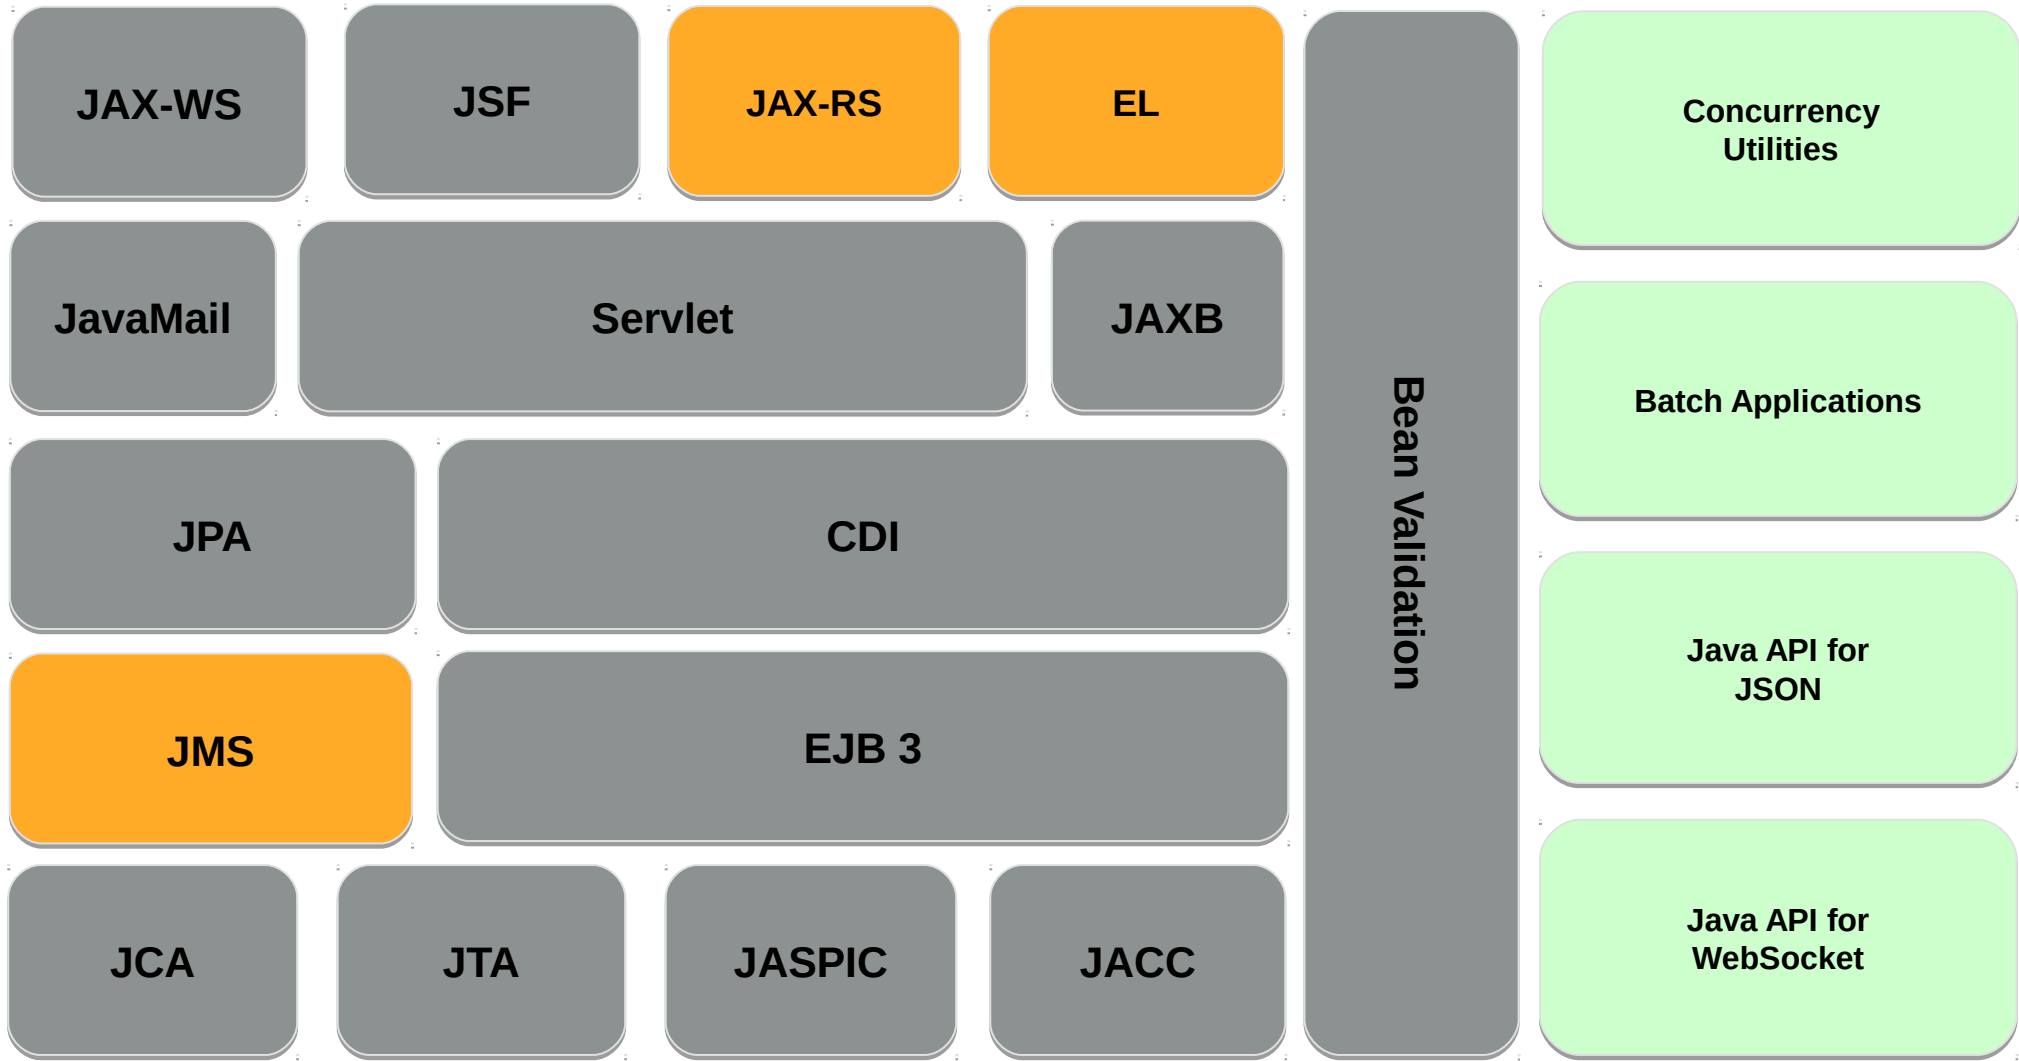 JAX-WS
JSF
JAX-RS
EL
JavaMail
Servlet
JAXB
JPA
CDI
JMS
EJB 3
JCA
JTA
JASPIC
JACC
Bean Validation
Concurrency
Utilities
Batch Applications
Java API for
JSON
Java API for
WebSocket